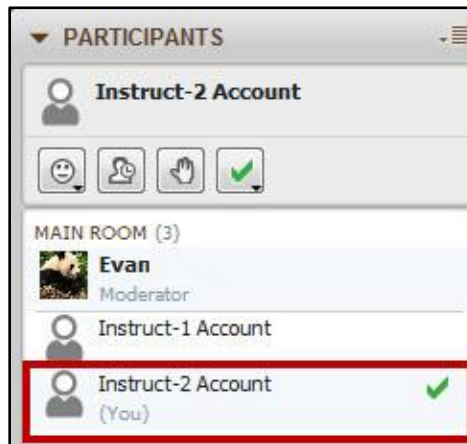 PARTICIPANTS
Instruct-2 Account
MAIN ROOM (3)
Evan
Moderator
Instruct-1 Account
Instruct-2 Account
(You)